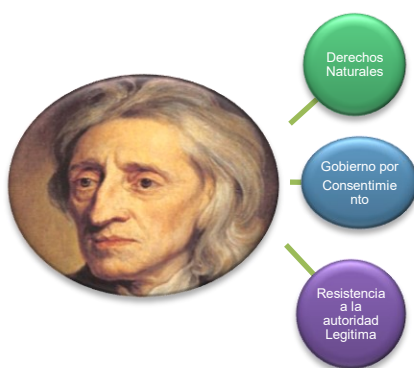 Derechos
Naturales
Gobierno por
Consentimie
nto
Resistencia
a la
autoridad
Legitima